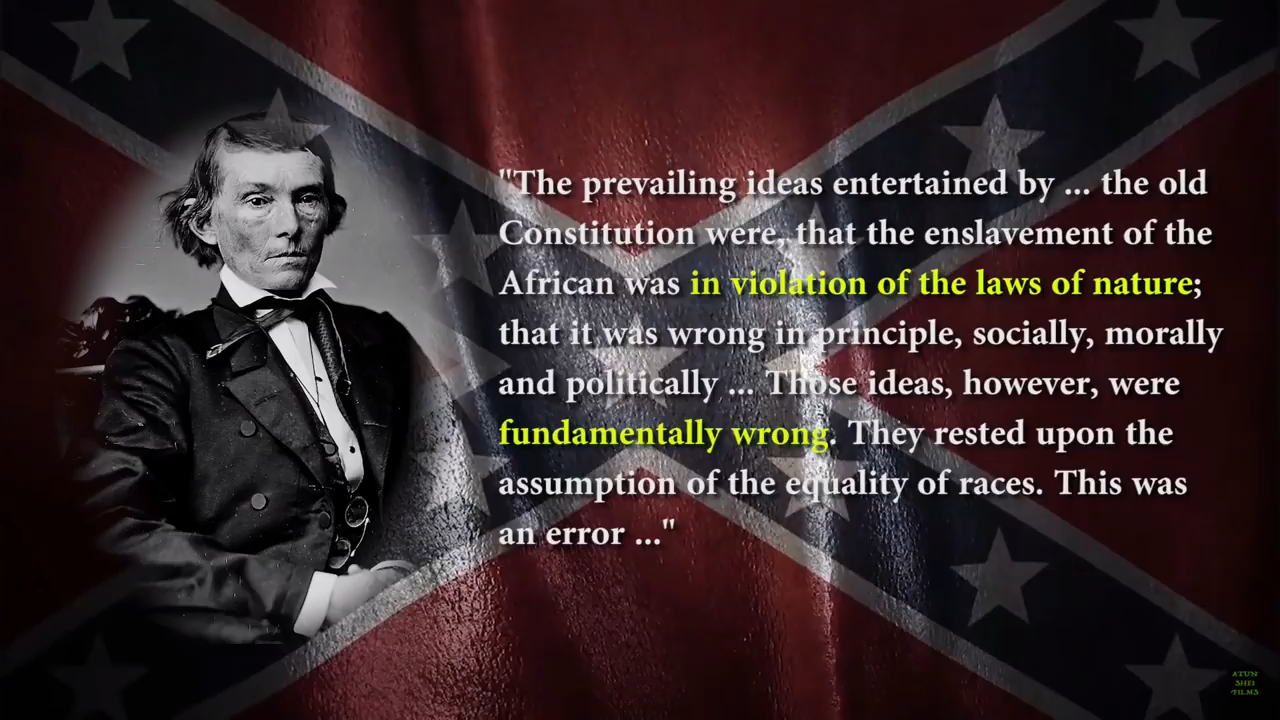 "The prevailing ideas entertained by ... the old
Constitution were, that the enslavement of the
African was in violation of the laws of nature;
that it was wrong in principle, socially, morally
and politically ... Those ideas, however, were
fundamentally wrong. They rested upon the
assumption of the equality of races. This was
an error ..."
ATUN
SHEI
FILMS